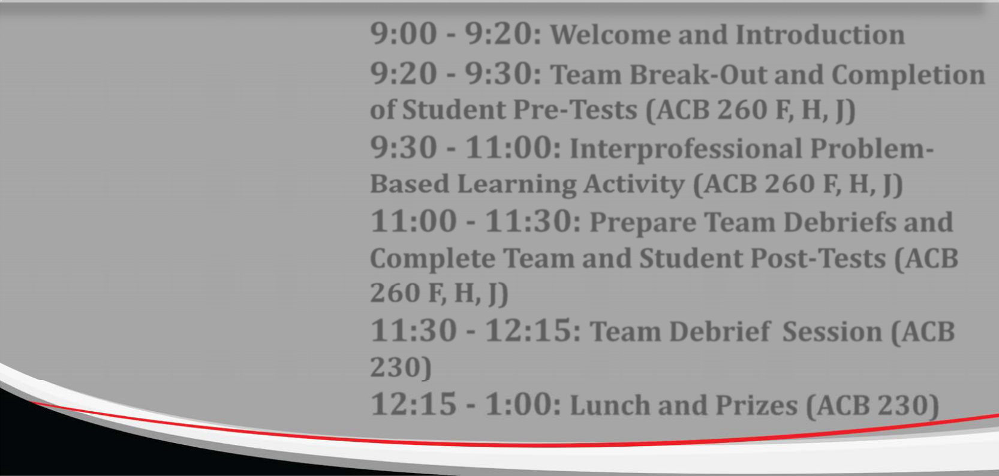 9:00 - 9:20: Welcome and Introduction
9:20 - 9:30: Team Break-Out and Completion
of Student Pre-Tests (ACB 260 F, H, J)
9:30 - 11:00: Interprofessional Problem-
Based Learning Activity (ACB 260 F, H, J)
11:00 - 11:30: Prepare Team Debriefs and
Complete Team and Student Post-Tests (ACB
260 F, H, J)
11:30 - 12:15: Team Debrief  Session (ACB
230)
12:15 - 1:00: Lunch and Prizes (ACB 230)